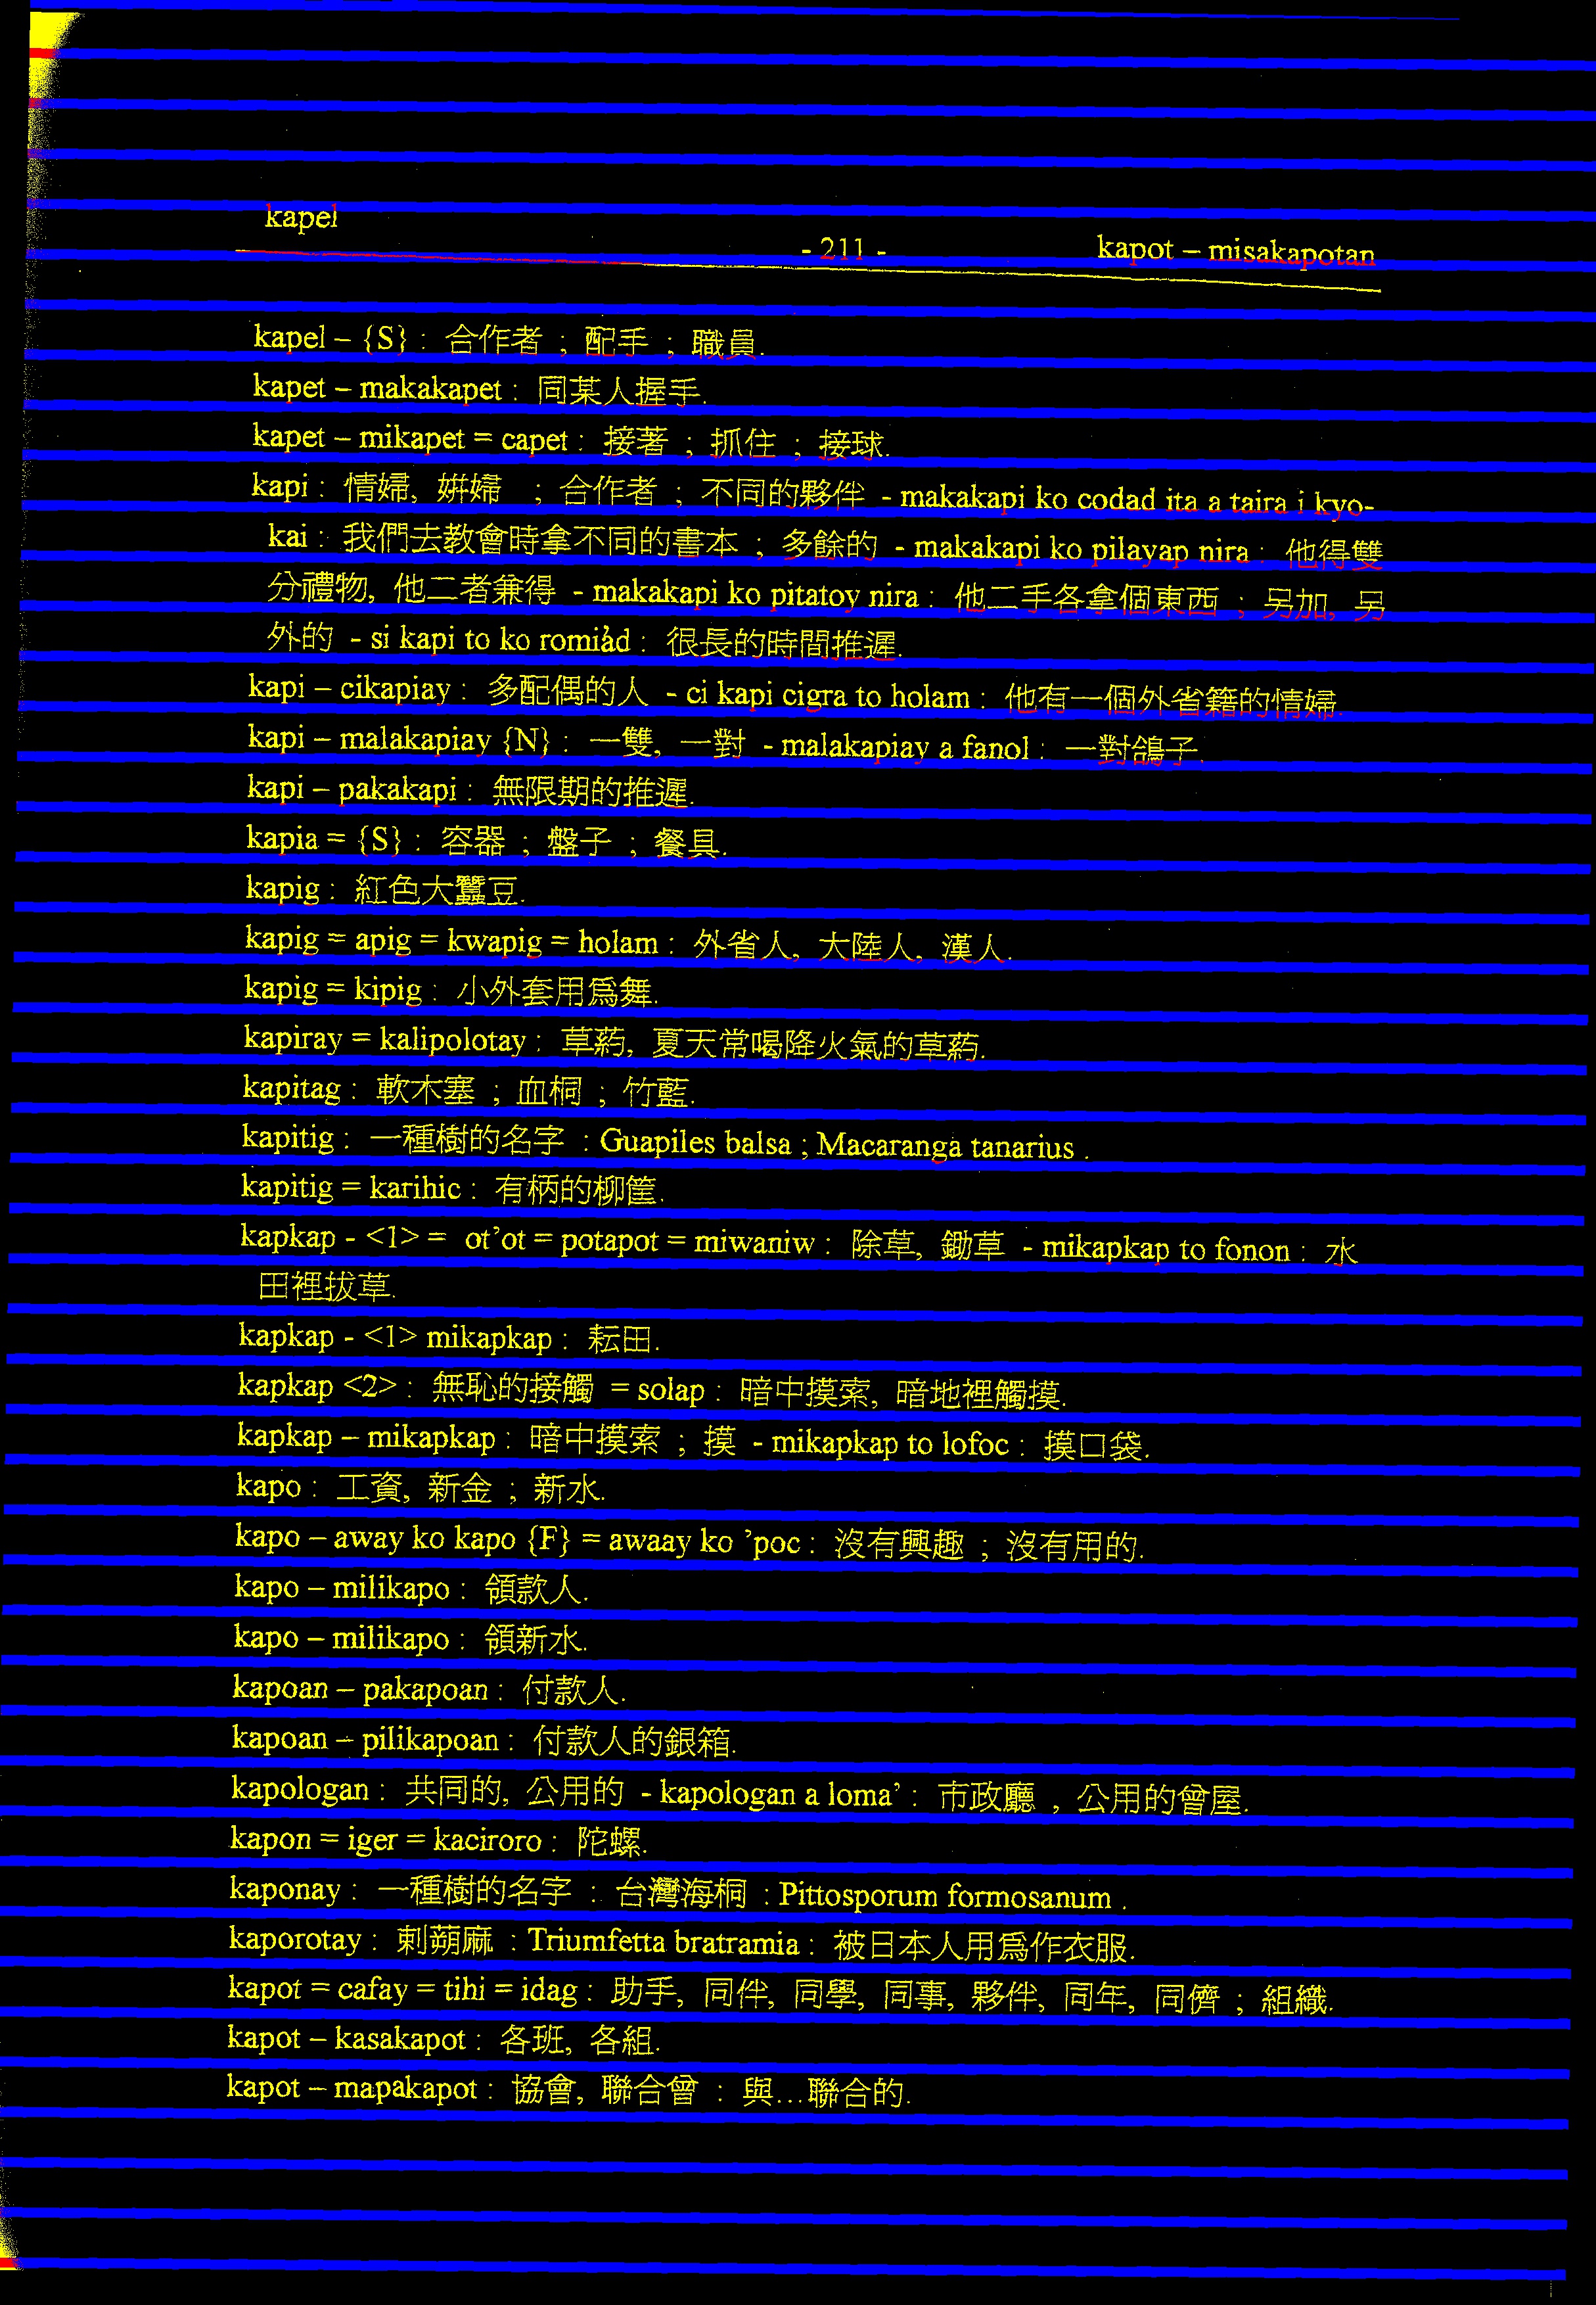 kapel
- 211 -
kapot – misakapotan
kapel – {S} : 合作者 ; 配手 ; 職員.
kapet – makakapet : 同某人握手.
kapet – mikapet = capet : 接著 ; 抓住 ; 接球.
kapi : 情婦, 姘婦 ; 合作者 ; 不同的夥伴 - makakapi ko codad ita a taira i kyo-
kai : 我們去教會時拿不同的書本 ; 多餘的 - makakapi ko pilayap nira : 他得雙
分禮物, 他二者兼得 - makakapi ko pitatoy nira : 他二手各拿個東西 ; 另加, 另
外的 - si kapi to ko romiàd : 很長的時間推遲.
kapi – cikapiay : 多配偶的人 - ci kapi cigra to holam : 他有一個外省籍的情婦.
kapi – malakapiay {N} : 一雙, 一對 - malakapiay a fanol : 一對鴿子.
kapi – pakakapi : 無限期的推遲.
kapia = {S} : 容器 ; 盤子 ; 餐具.
kapig : 紅色大蠶豆.
kapig = apig = kwapig = holam : 外省人, 大陸人, 漢人.
kapig = kipig : 小外套用爲舞.
kapiray = kalipolotay : 草葯, 夏天常喝降火氣的草葯.
kapitag : 軟木塞 ; 血桐 ; 竹藍.
kapitig : 一種樹的名字 : Guapiles balsa ; Macaranga tanarius .
kapitig = karihic : 有柄的柳筐.
kapkap - <1> = ot’ot = potapot = miwaniw : 除草, 鋤草 - mikapkap to fonon : 水
田裡拔草.
kapkap - <1> mikapkap : 耘田.
kapkap <2> : 無恥的接觸 = solap : 暗中摸索, 暗地裡觸摸.
kapkap – mikapkap : 暗中摸索 ; 摸 - mikapkap to lofoc : 摸口袋.
kapo : 工資, 新金 ; 新水.
kapo – away ko kapo {F} = awaay ko ’poc : 沒有興趣 ; 沒有用的.
kapo – milikapo : 領款人.
kapo – milikapo : 領新水.
kapoan – pakapoan : 付款人.
kapoan – pilikapoan : 付款人的銀箱.
kapologan : 共同的, 公用的 - kapologan a loma’ : 市政廳 , 公用的曾屋.
kapon = iger = kaciroro : 陀螺.
kaponay : 一種樹的名字 : 台灣海桐 : Pittosporum formosanum .
kaporotay : 刺蒴麻 : Triumfetta bratramia : 被日本人用爲作衣服.
kapot = cafay = tihi = idag : 助手, 同伴, 同學, 同事, 夥伴, 同年, 同儕 ; 組織.
kapot – kasakapot : 各班, 各組.
kapot – mapakapot : 協會, 聯合曾 : 與...聯合的.